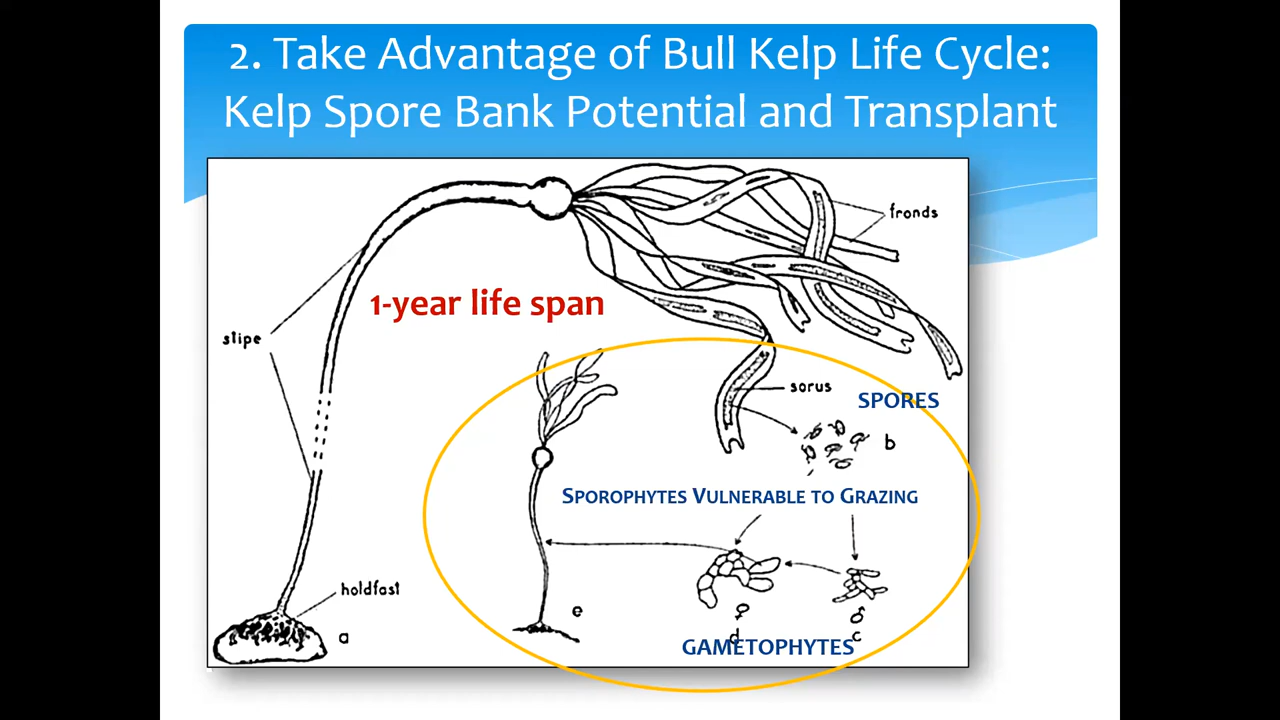 2. Take Advantage of Bull Kelp Life Cycle:
Kelp Spore Bank Potential and Transplant
fronds
1-year life span
stipe
sorus
SPORES
b
SPOROPHYTES VULNERABLE TO GRAZING
holdfast
a
e
♀
♂
d
c
GAMETOPHYTES